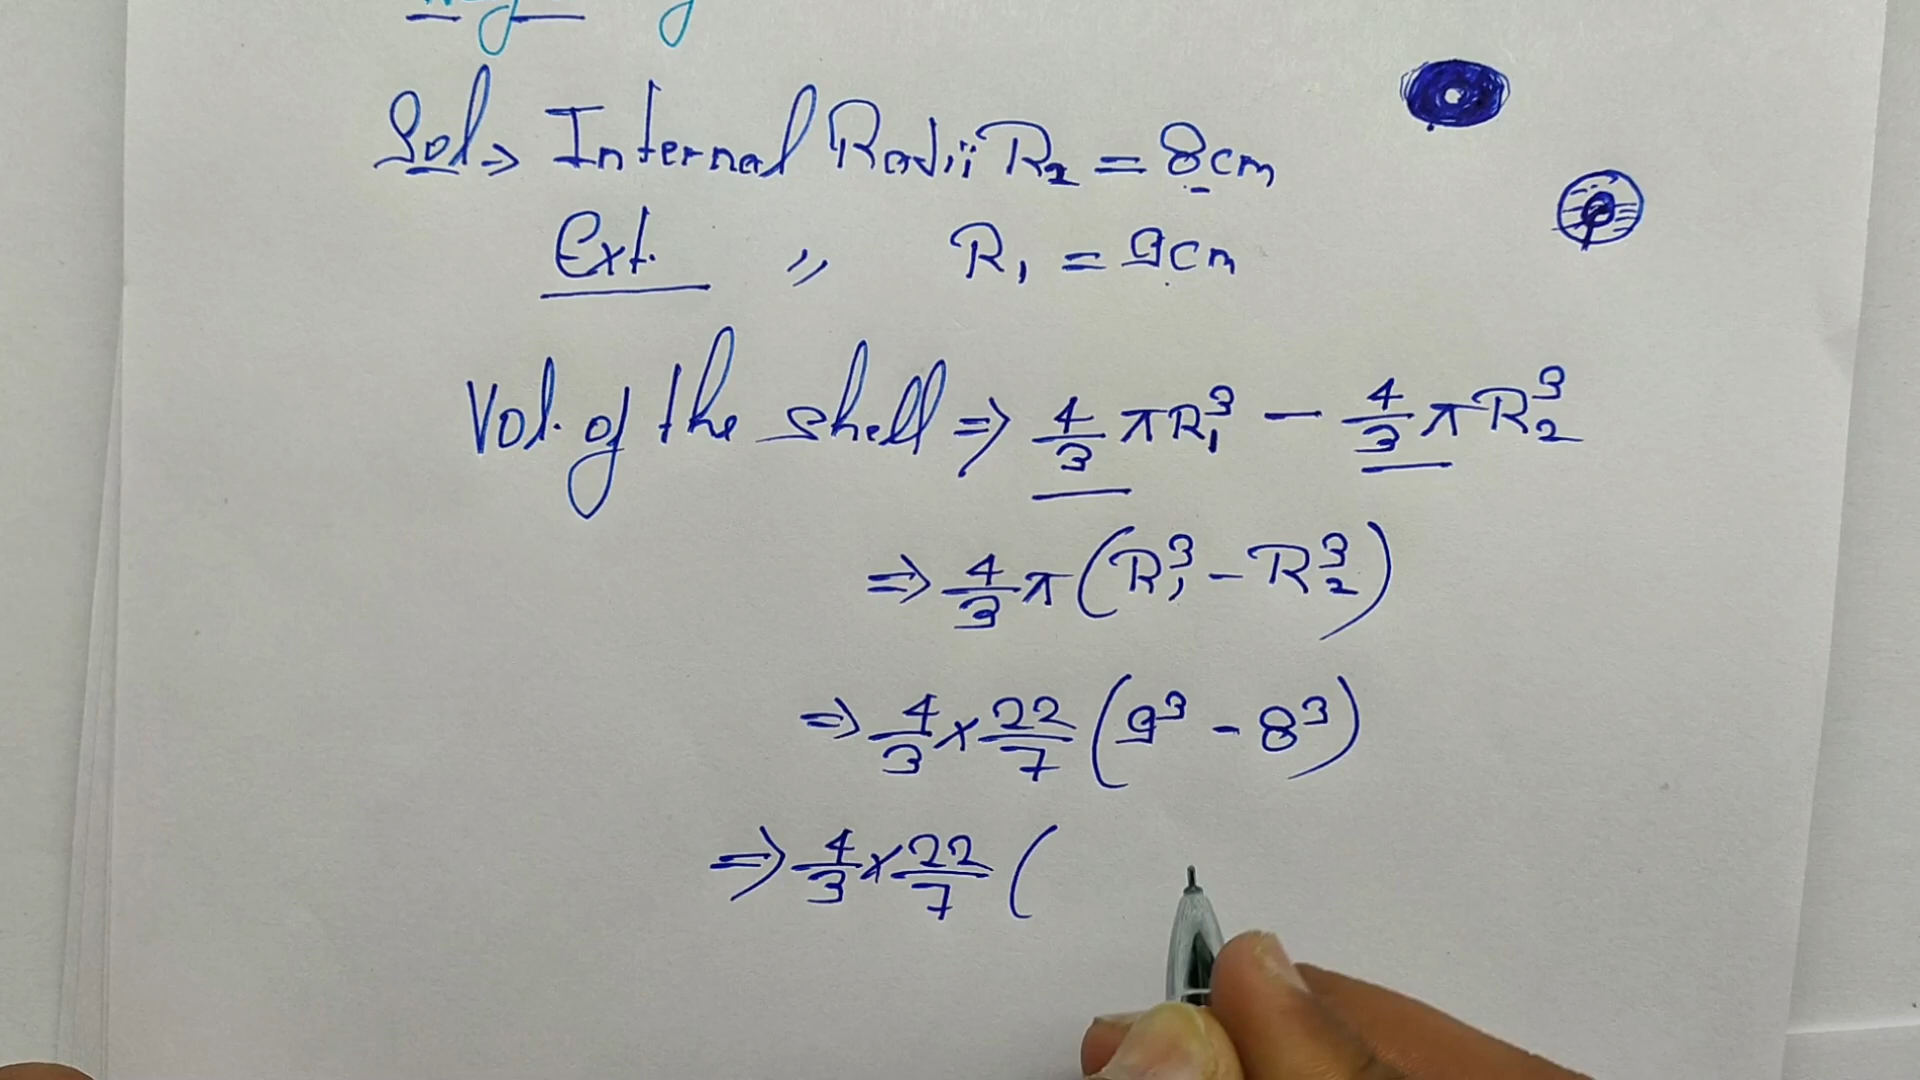 Sol⇒ Internal Radii R₂ = 8cm
Ext. 〃 R₁ = 9cm
Vol. of the shell ⇒ 4/3 πR₁³ − 4/3 πR₂³
⇒ 4/3 π (R₁³ − R₂³)
⇒ 4/3 × 22/7 (9³ − 8³)
⇒ 4/3 × 22/7 (